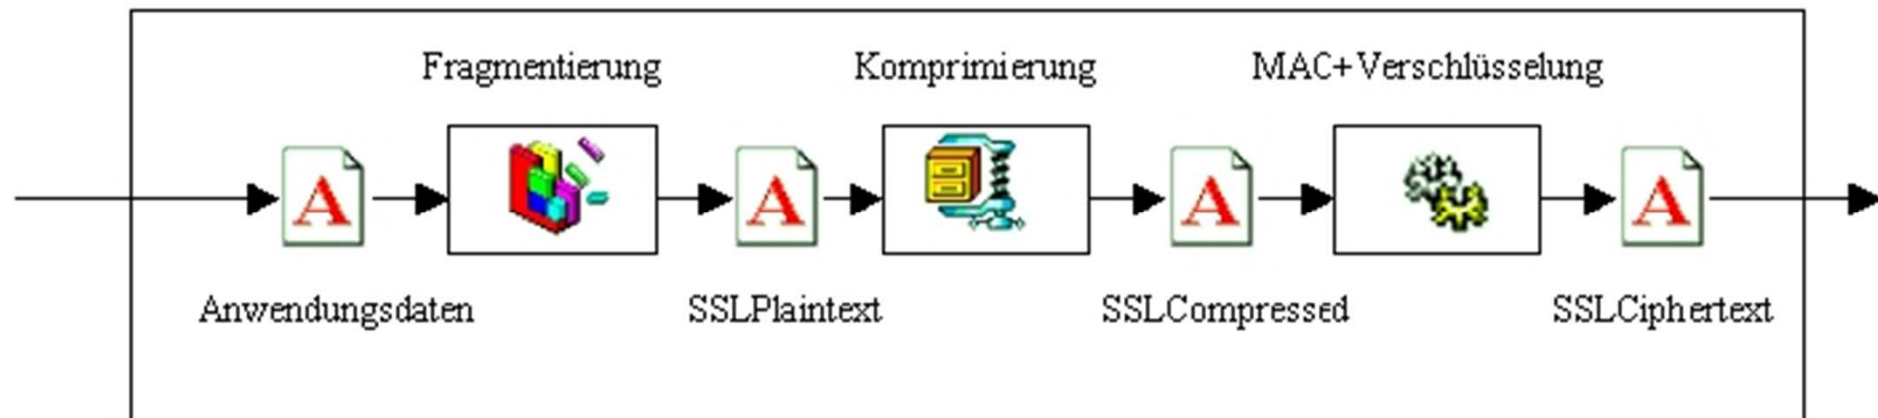 Fragmentierung
Komprimierung
MAC+Verschlüsselung
A
A
A
A
Anwendungsdaten
SSLPlaintext
SSLCompressed
SSLCiphertext